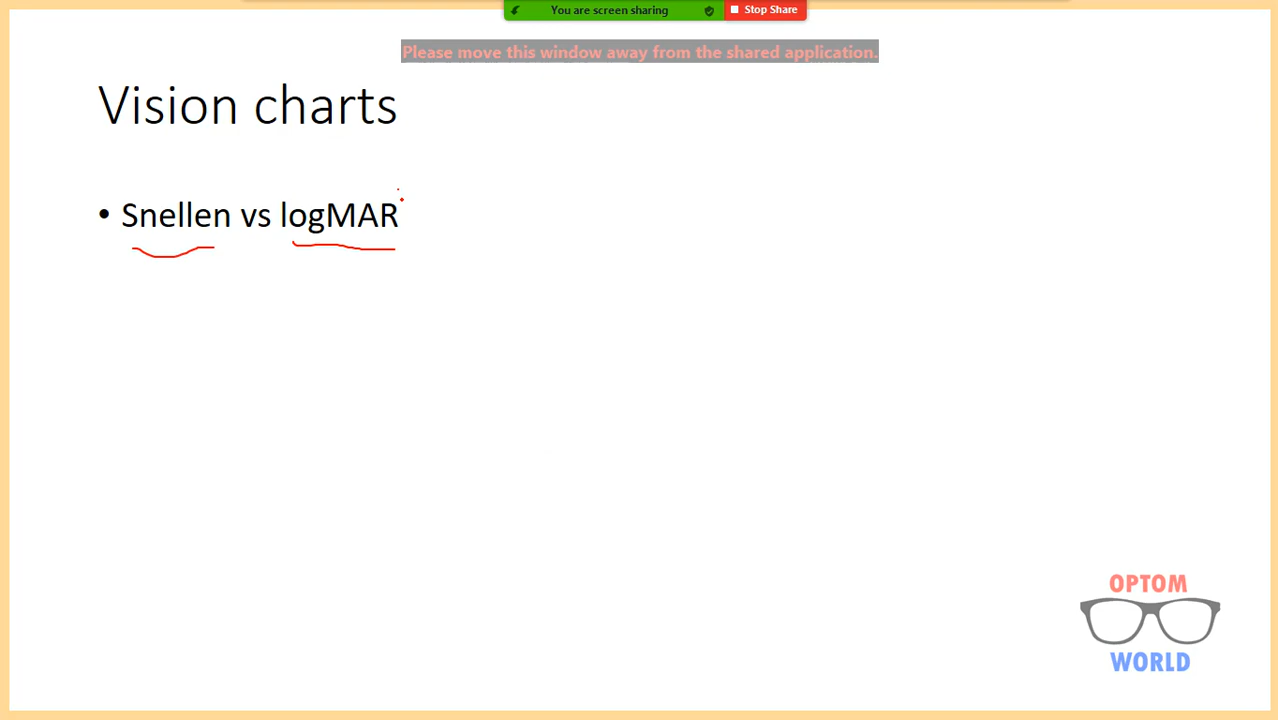 You are screen sharing Stop Share
Please move this window away from the shared application.
Vision charts
• Snellen vs logMAR
OPTOM
WORLD